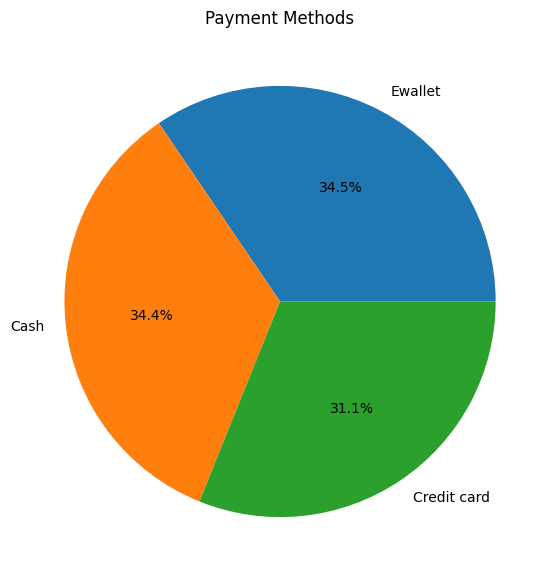 Payment Methods
Ewallet
34.5%
34.4%
Cash
31.1%
Credit card